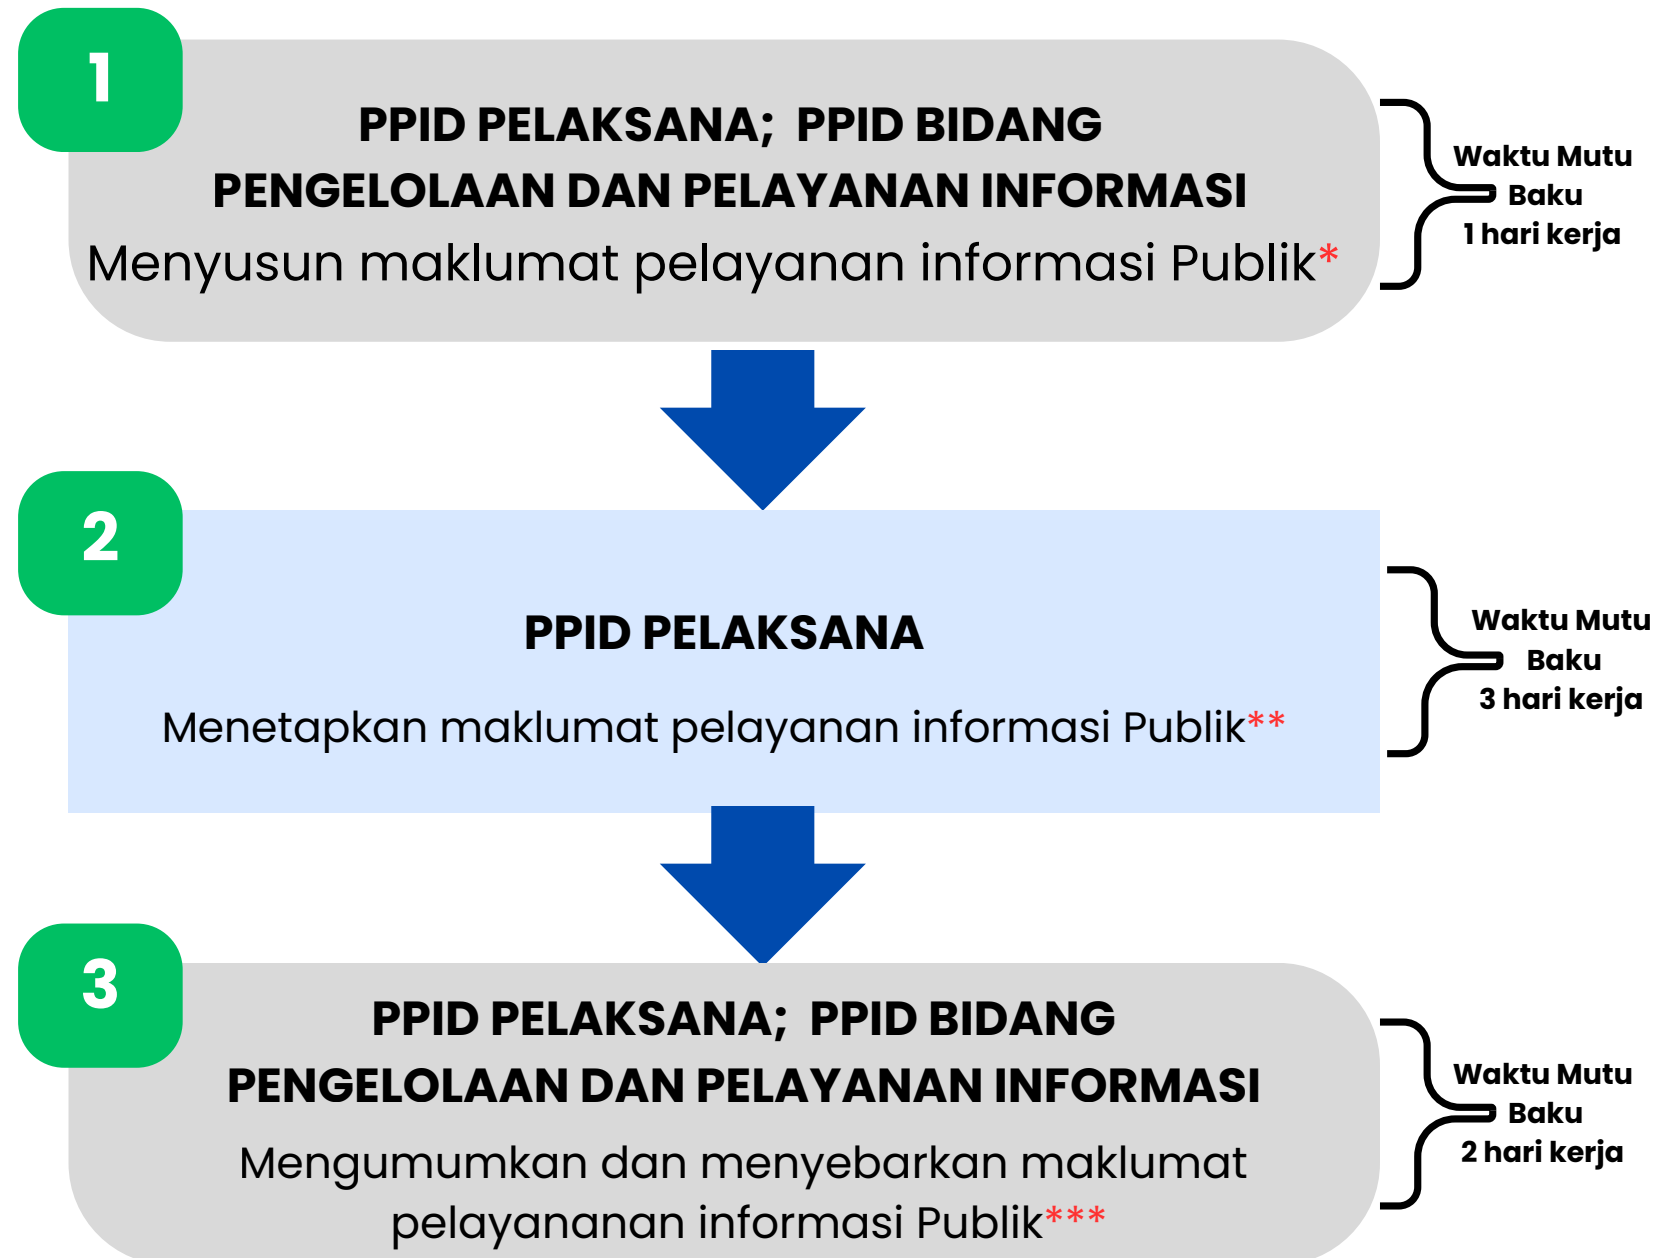 1
PPID PELAKSANA; PPID BIDANG
PENGELOLAAN DAN PELAYANAN INFORMASI
Menyusun maklumat pelayanan informasi Publik*
Waktu Mutu
Baku
1 hari kerja
2
PPID PELAKSANA
Menetapkan maklumat pelayanan informasi Publik**
Waktu Mutu
Baku
3 hari kerja
3
PPID PELAKSANA; PPID BIDANG
PENGELOLAAN DAN PELAYANAN INFORMASI
Mengumumkan dan menyebarkan maklumat
pelayananan informasi Publik***
Waktu Mutu
Baku
2 hari kerja